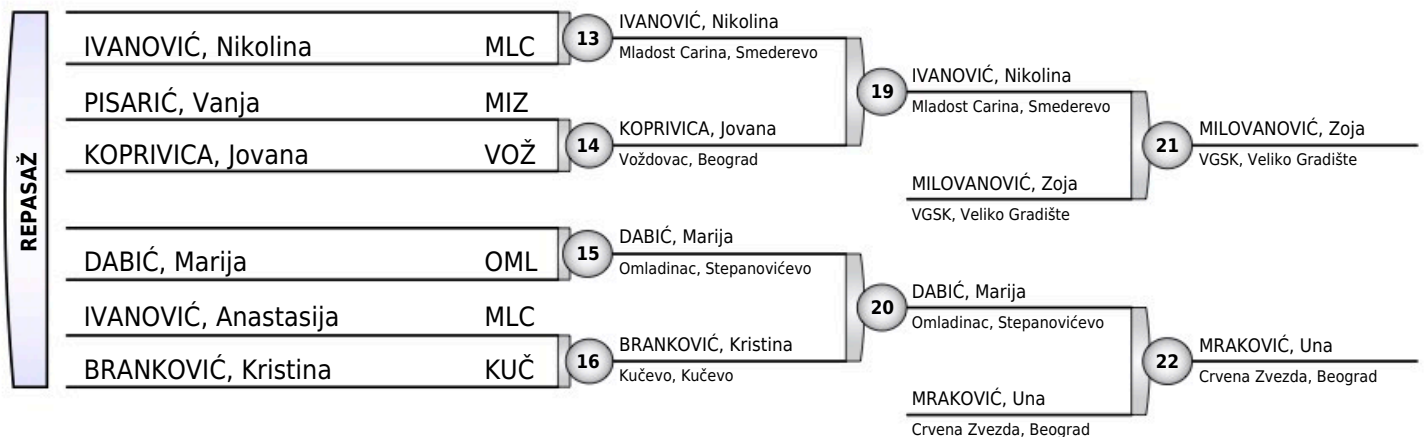 REPASAŽ
IVANOVIĆ, Nikolina MLC
PISARIĆ, Vanja MIZ
KOPRIVICA, Jovana VOŽ
DABIĆ, Marija OML
IVANOVIĆ, Anastasija MLC
BRANKOVIĆ, Kristina KUČ
13
IVANOVIĆ, Nikolina
Mladost Carina, Smederevo
14
KOPRIVICA, Jovana
Voždovac, Beograd
15
DABIĆ, Marija
Omladinac, Stepanovićevo
16
BRANKOVIĆ, Kristina
Kučevo, Kučevo
19
IVANOVIĆ, Nikolina
Mladost Carina, Smederevo
MILOVANOVIĆ, Zoja
VGSK, Veliko Gradište
20
DABIĆ, Marija
Omladinac, Stepanovićevo
MRAKOVIĆ, Una
Crvena Zvezda, Beograd
21
MILOVANOVIĆ, Zoja
VGSK, Veliko Gradište
22
MRAKOVIĆ, Una
Crvena Zvezda, Beograd